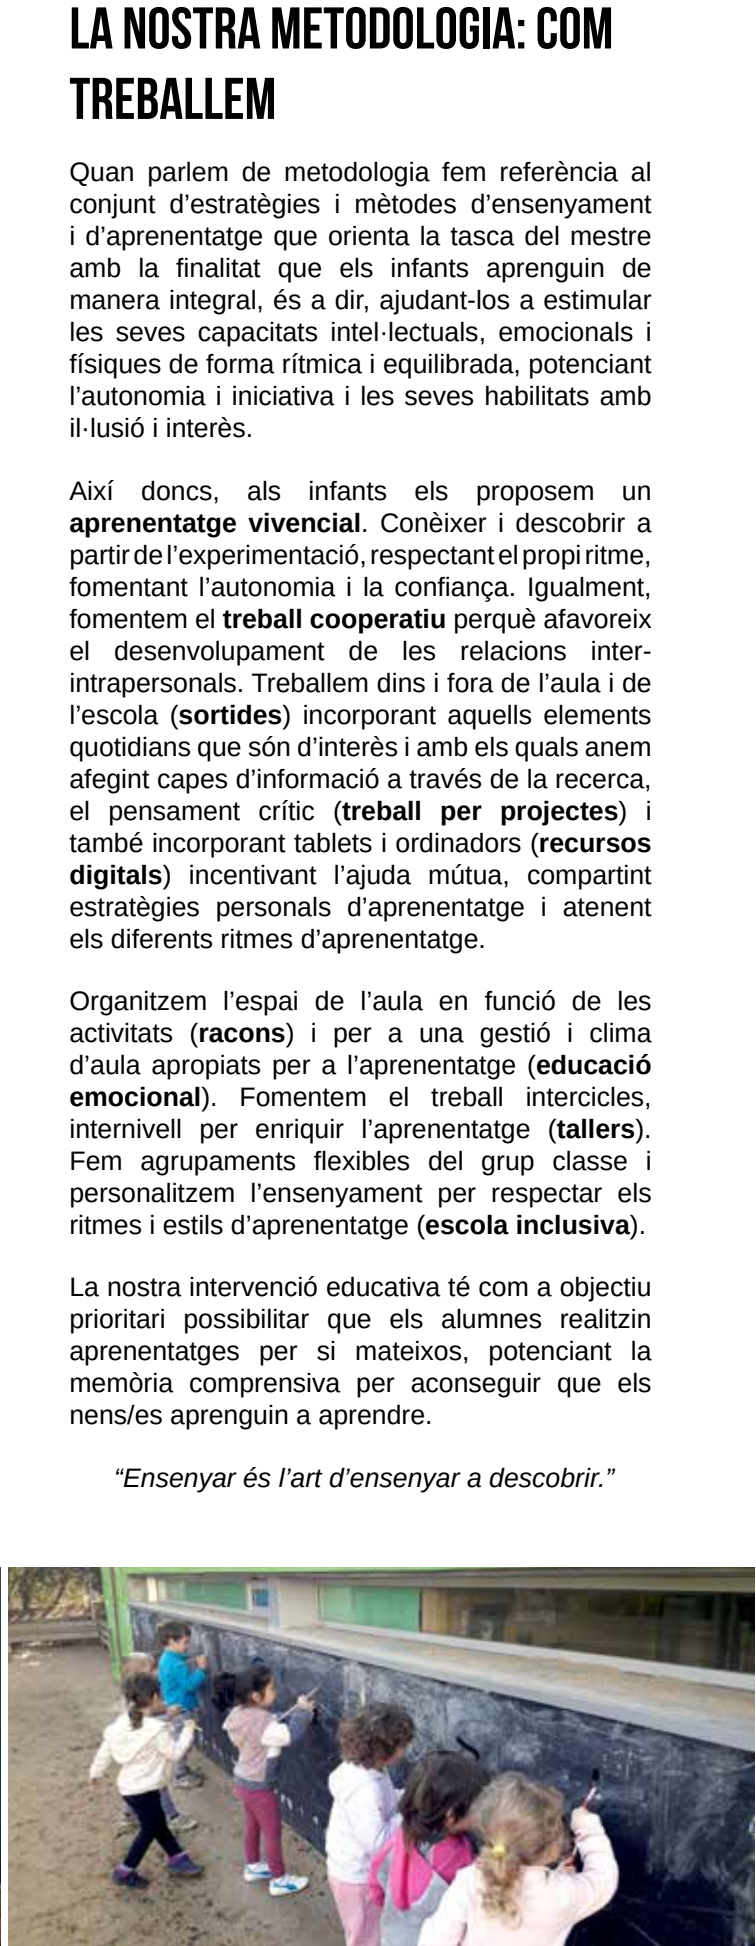 LA NOSTRA METODOLOGIA: COM
TREBALLEM
Quan parlem de metodologia fem referència al
conjunt d’estratègies i mètodes d’ensenyament
i d’aprenentatge que orienta la tasca del mestre
amb la finalitat que els infants aprenguin de
manera integral, és a dir, ajudant-los a estimular
les seves capacitats intel·lectuals, emocionals i
físiques de forma rítmica i equilibrada, potenciant
l’autonomia i iniciativa i les seves habilitats amb
il·lusió i interès.
Així doncs, als infants els proposem un
aprenentatge vivencial. Conèixer i descobrir a
partir de l’experimentació, respectant el propi ritme,
fomentant l’autonomia i la confiança. Igualment,
fomentem el treball cooperatiu perquè afavoreix
el desenvolupament de les relacions inter-
intrapersonals. Treballem dins i fora de l’aula i de
l’escola (sortides) incorporant aquells elements
quotidians que són d’interès i amb els quals anem
afegint capes d’informació a través de la recerca,
el pensament crític (treball per projectes) i
també incorporant tablets i ordinadors (recursos
digitals) incentivant l’ajuda mútua, compartint
estratègies personals d’aprenentatge i atenent
els diferents ritmes d’aprenentatge.
Organitzem l’espai de l’aula en funció de les
activitats (racons) i per a una gestió i clima
d’aula apropiats per a l’aprenentatge (educació
emocional). Fomentem el treball intercicles,
internivell per enriquir l’aprenentatge (tallers).
Fem agrupaments flexibles del grup classe i
personalitzem l’ensenyament per respectar els
ritmes i estils d’aprenentatge (escola inclusiva).
La nostra intervenció educativa té com a objectiu
prioritari possibilitar que els alumnes realitzin
aprenentatges per si mateixos, potenciant la
memòria comprensiva per aconseguir que els
nens/es aprenguin a aprendre.
“Ensenyar és l’art d’ensenyar a descobrir.”